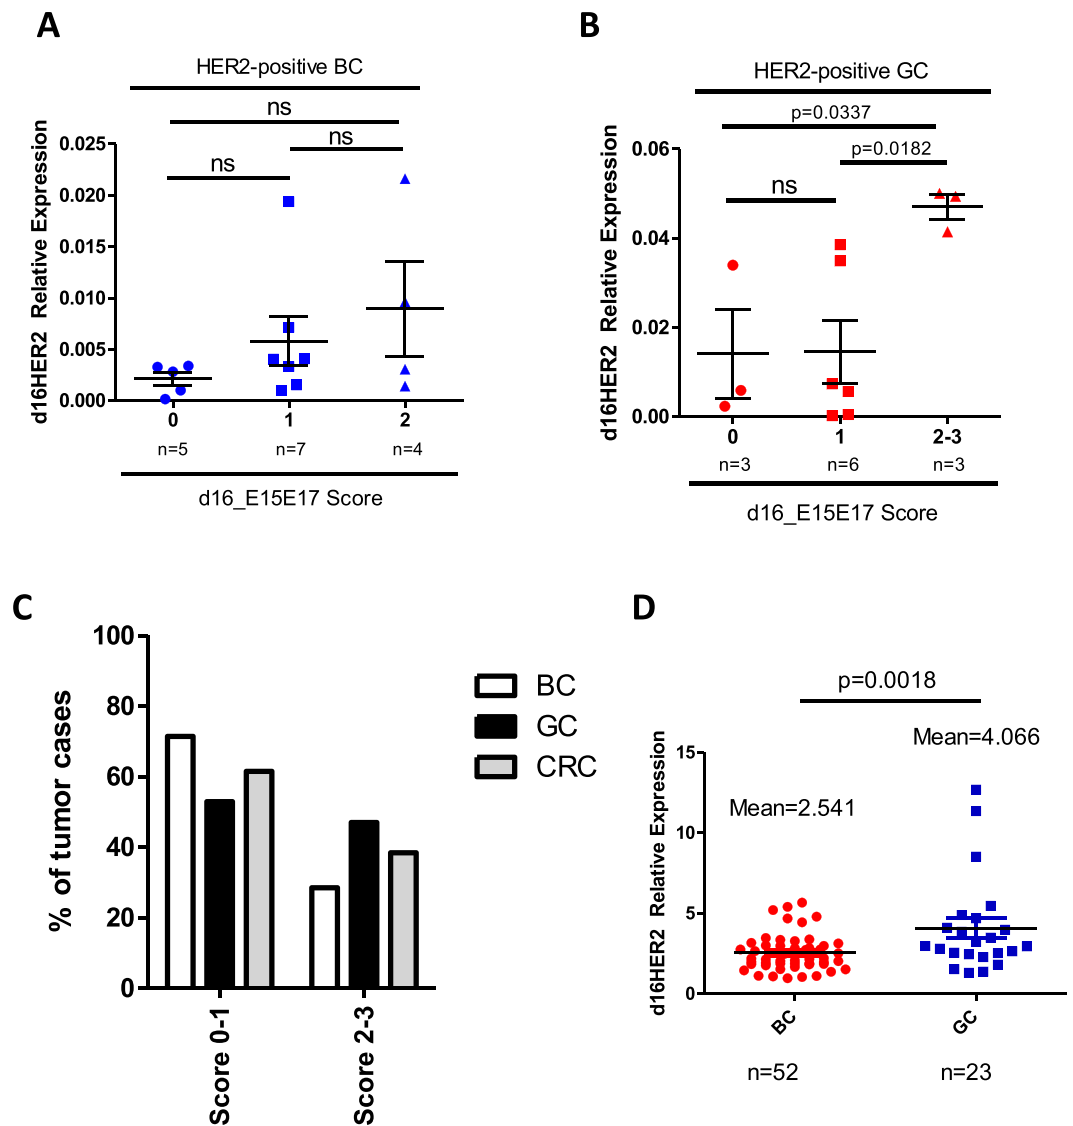 A
HER2-positive BC
ns
ns
ns
d16HER2 Relative Expression
0.025
0.020
0.015
0.010
0.005
0.000
0
1
2
n=5
n=7
n=4
d16_E15E17 Score
B
HER2-positive GC
p=0.0337
p=0.0182
ns
d16HER2 Relative Expression
0.06
0.04
0.02
0.00
0
1
2-3
n=3
n=6
n=3
d16_E15E17 Score
C
% of tumor cases
100
80
60
40
20
0
Score 0-1
Score 2-3
BC
GC
CRC
D
p=0.0018
Mean=4.066
Mean=2.541
d16HER2 Relative Expression
15
10
5
0
BC
GC
n=52
n=23